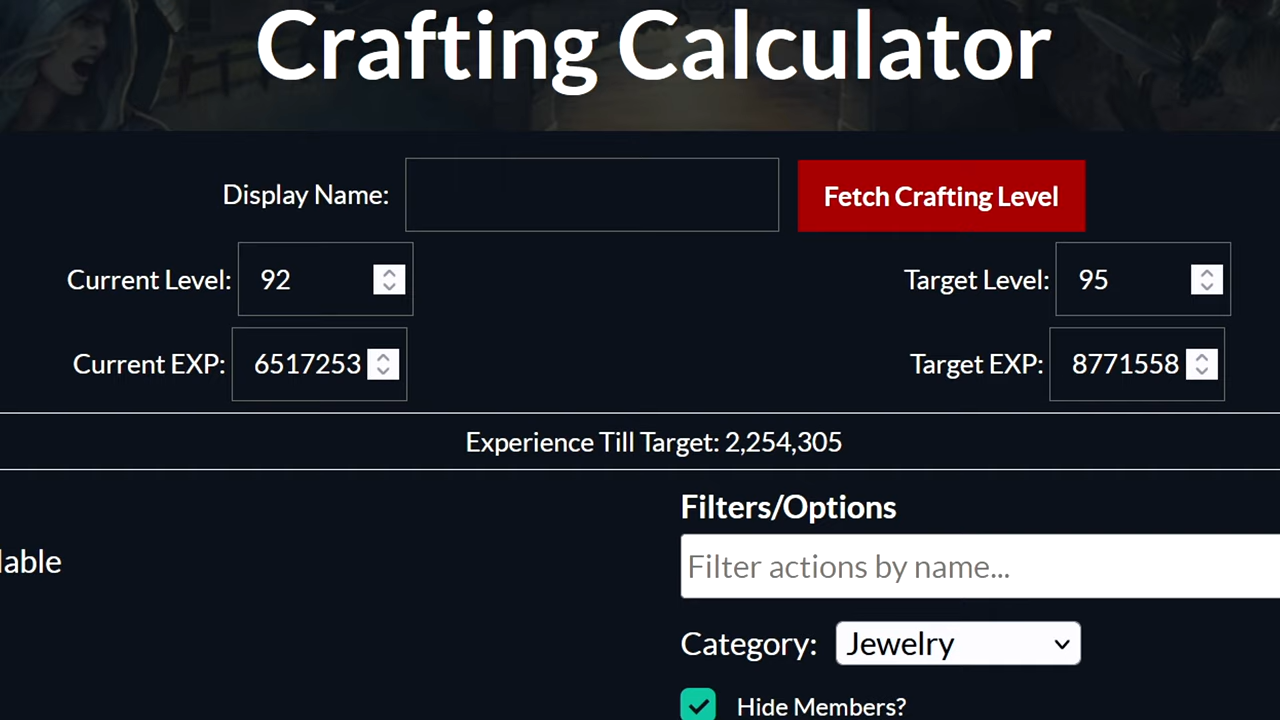 Crafting Calculator
Display Name:
Fetch Crafting Level
Current Level: 92
Target Level: 95
Current EXP: 6517253
Target EXP: 8771558
Experience Till Target: 2,254,305
Filters/Options
lable
Filter actions by name...
Category: Jewelry
Hide Members?